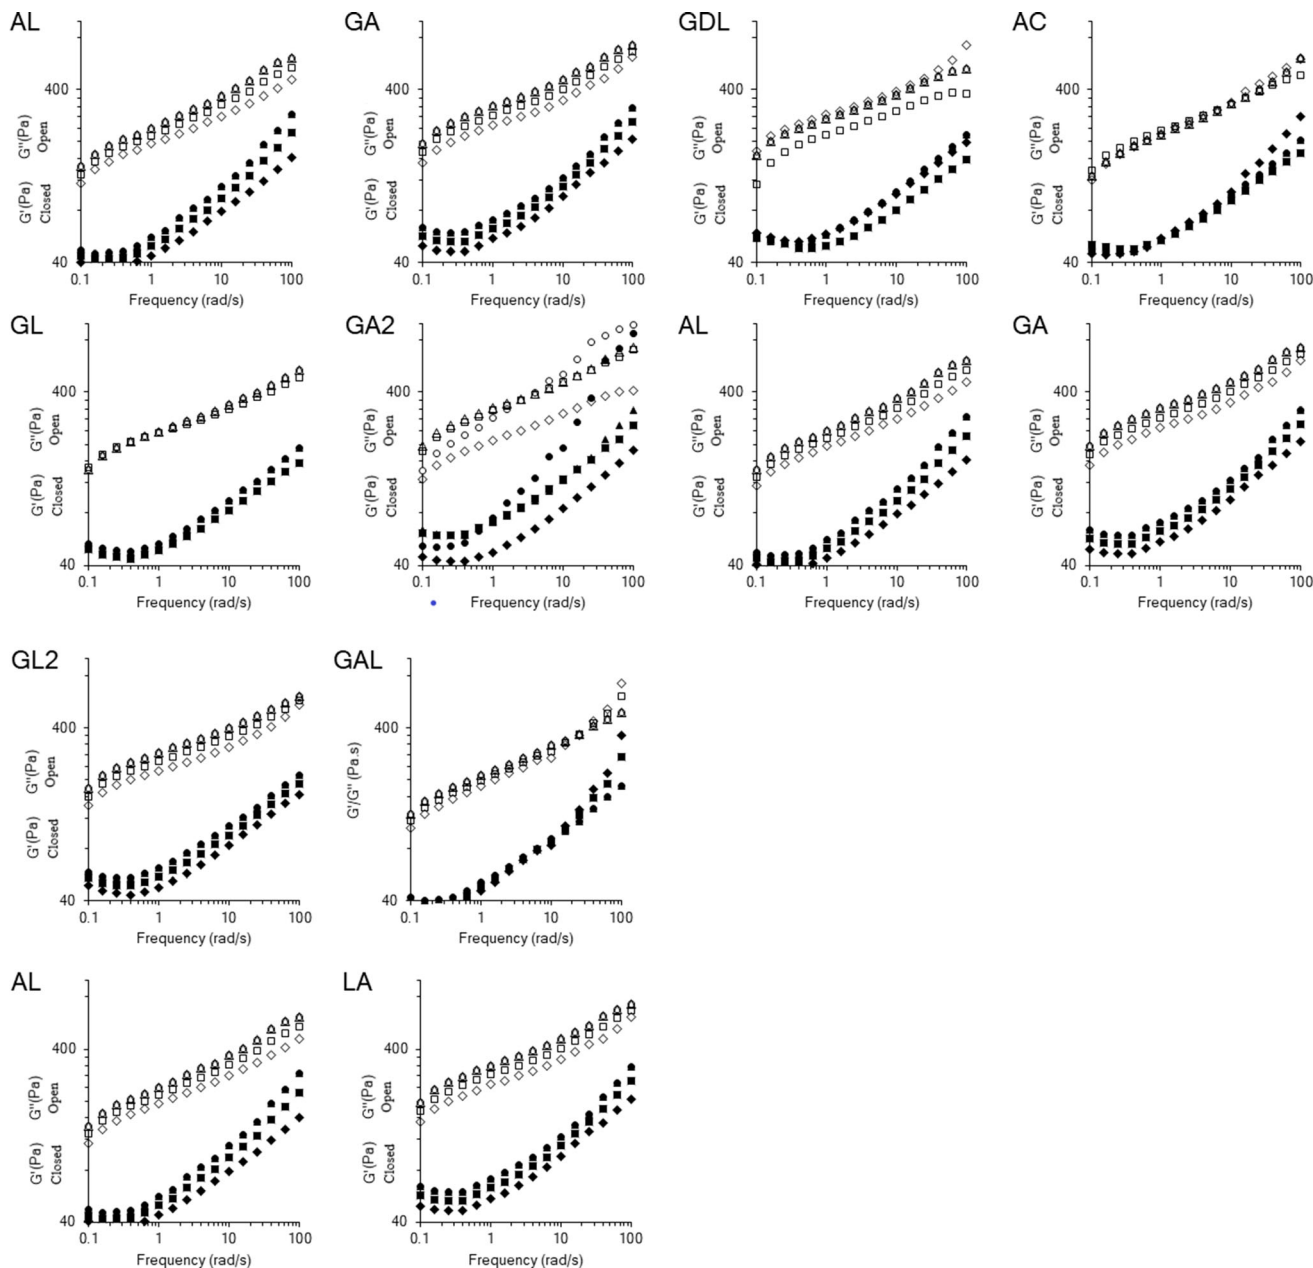 AL
400
40
G''(Pa)
Open
G'(Pa)
Closed
0.1 1 10 100
Frequency (rad/s)
GA
400
40
G''(Pa)
Open
G'(Pa)
Closed
0.1 1 10 100
Frequency (rad/s)
GDL
400
40
G''(Pa)
Open
G'(Pa)
Closed
0.1 1 10 100
Frequency (rad/s)
AC
400
40
G''(Pa)
Open
G'(Pa)
Closed
0.1 1 10 100
Frequency (rad/s)
GL
400
40
G''(Pa)
Open
G'(Pa)
Closed
0.1 1 10 100
Frequency (rad/s)
GA2
400
40
G''(Pa)
Open
G'(Pa)
Closed
0.1 1 10 100
Frequency (rad/s)
AL
400
40
G''(Pa)
Open
G'(Pa)
Closed
0.1 1 10 100
Frequency (rad/s)
GA
400
40
G''(Pa)
Open
G'(Pa)
Closed
0.1 1 10 100
Frequency (rad/s)
GL2
400
40
G''(Pa)
Open
G'(Pa)
Closed
0.1 1 10 100
Frequency (rad/s)
GAL
400
40
G'/G'' (Pa.s)
0.1 1 10 100
Frequency (rad/s)
AL
400
40
G''(Pa)
Open
G'(Pa)
Closed
0.1 1 10 100
Frequency (rad/s)
LA
400
40
G''(Pa)
Open
G'(Pa)
Closed
0.1 1 10 100
Frequency (rad/s)